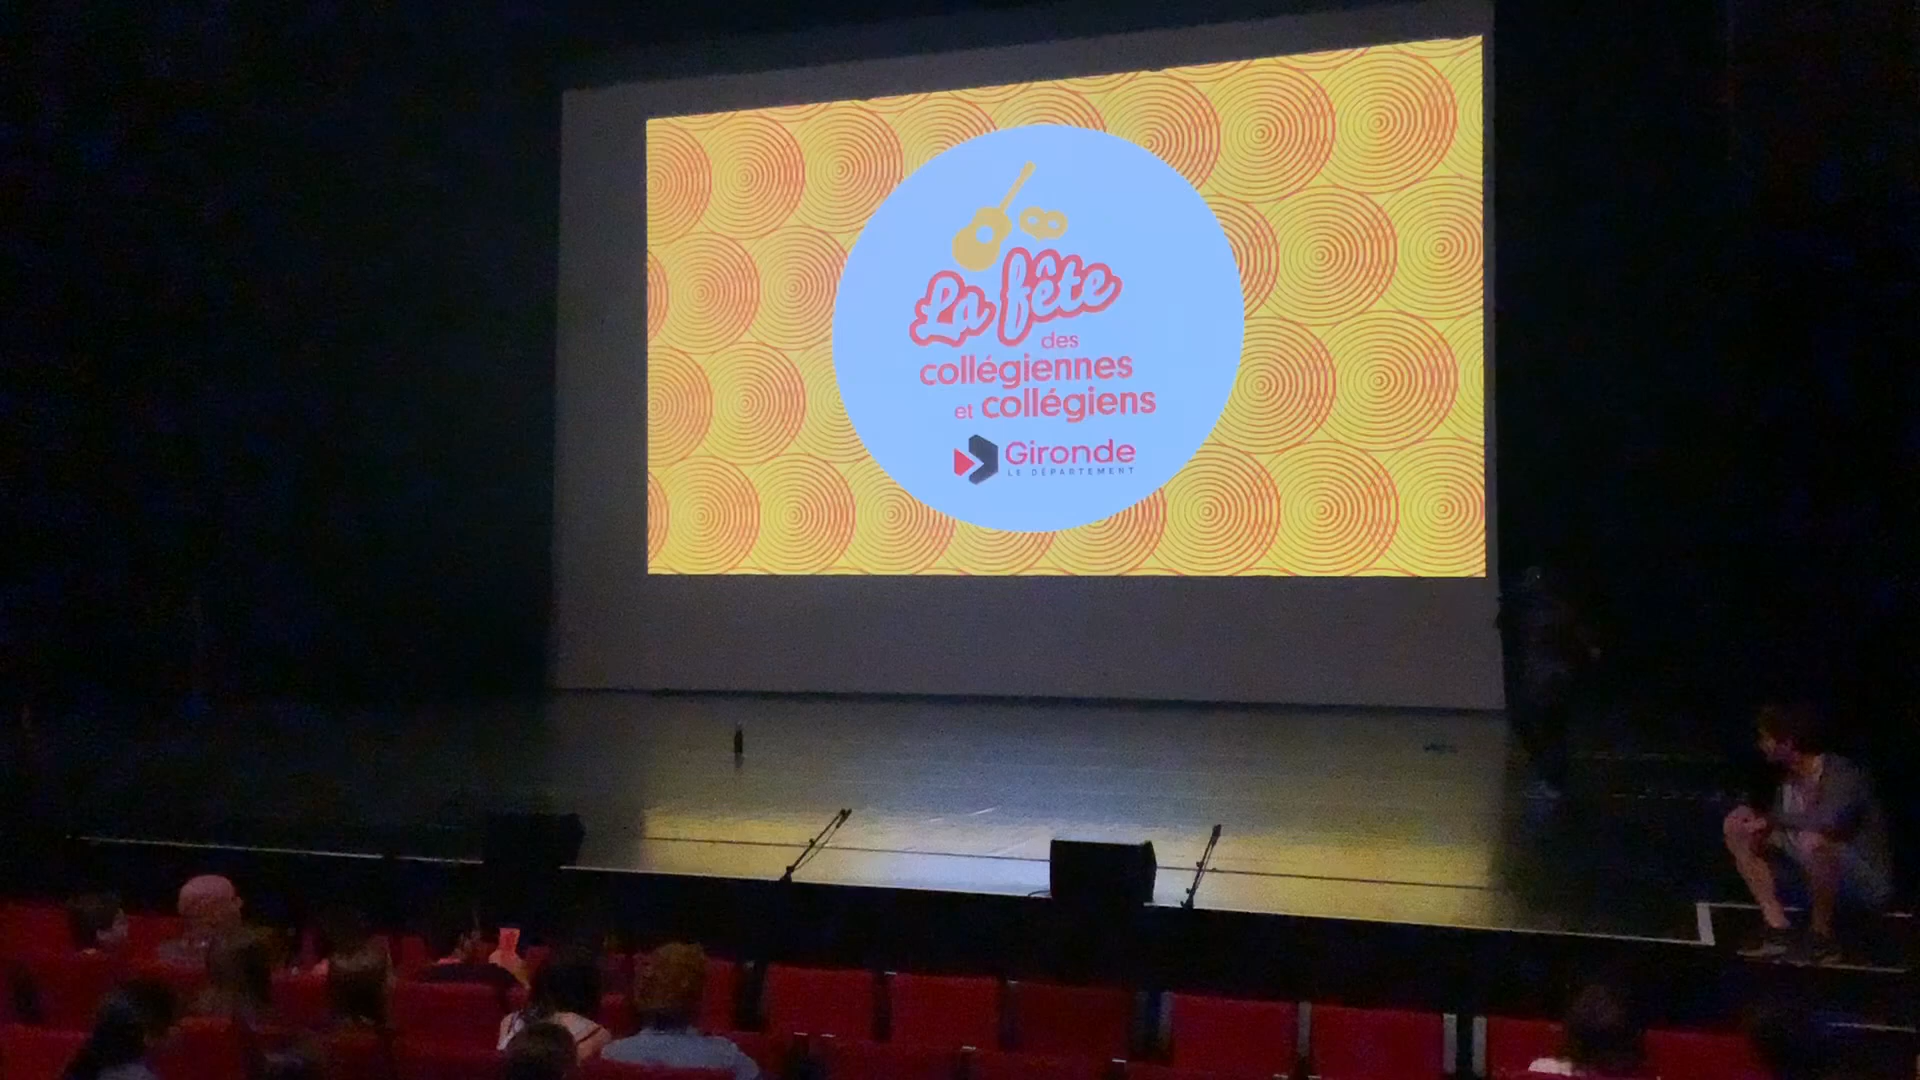 La fête
des
collégiennes
et collégiens
Gironde
LE DÉPARTEMENT